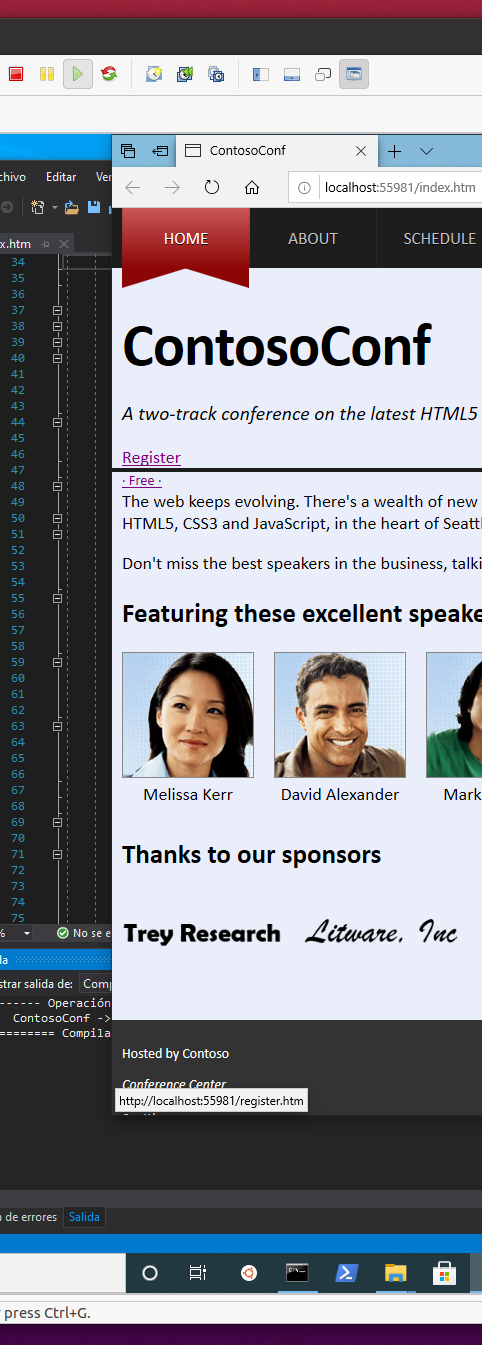 ContosoConf
chivo Editar Ver
localhost:55981/index.htm
HOME ABOUT SCHEDULE
x.htm
34
35
36
37
38
39
40
41
42
43
44
45
46
47
48
49
50
51
52
53
54
55
56
57
58
59
60
61
62
63
64
65
66
67
68
69
70
71
72
73
74
75
ContosoConf
A two-track conference on the latest HTML5
Register
· Free ·
The web keeps evolving. There's a wealth of new
HTML5, CSS3 and JavaScript, in the heart of Seattl
Don't miss the best speakers in the business, talki
Featuring these excellent speake
Melissa Kerr David Alexander Mark
Thanks to our sponsors
Trey Research Litware, Inc
% No se e
da
strar salida de: Comp
------ Operación
ContosoConf ->
======== Compila
Hosted by Contoso
Conference Center
http://localhost:55981/register.htm
a de errores Salida
press Ctrl+G.